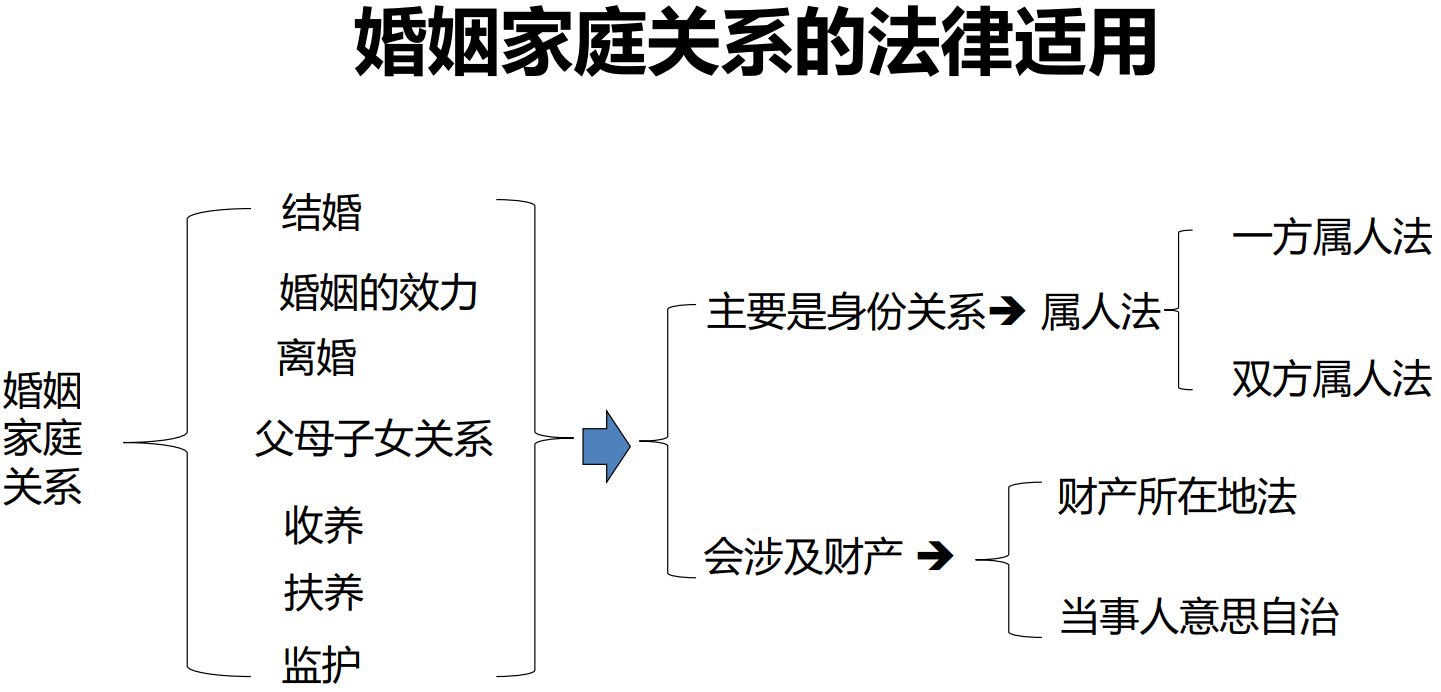 婚姻家庭关系的法律适用
婚姻
家庭
关系
结婚
婚姻的效力
离婚
父母子女关系
收养
扶养
监护
主要是身份关系➔ 属人法
一方属人法
双方属人法
会涉及财产 ➔
财产所在地法
当事人意思自治